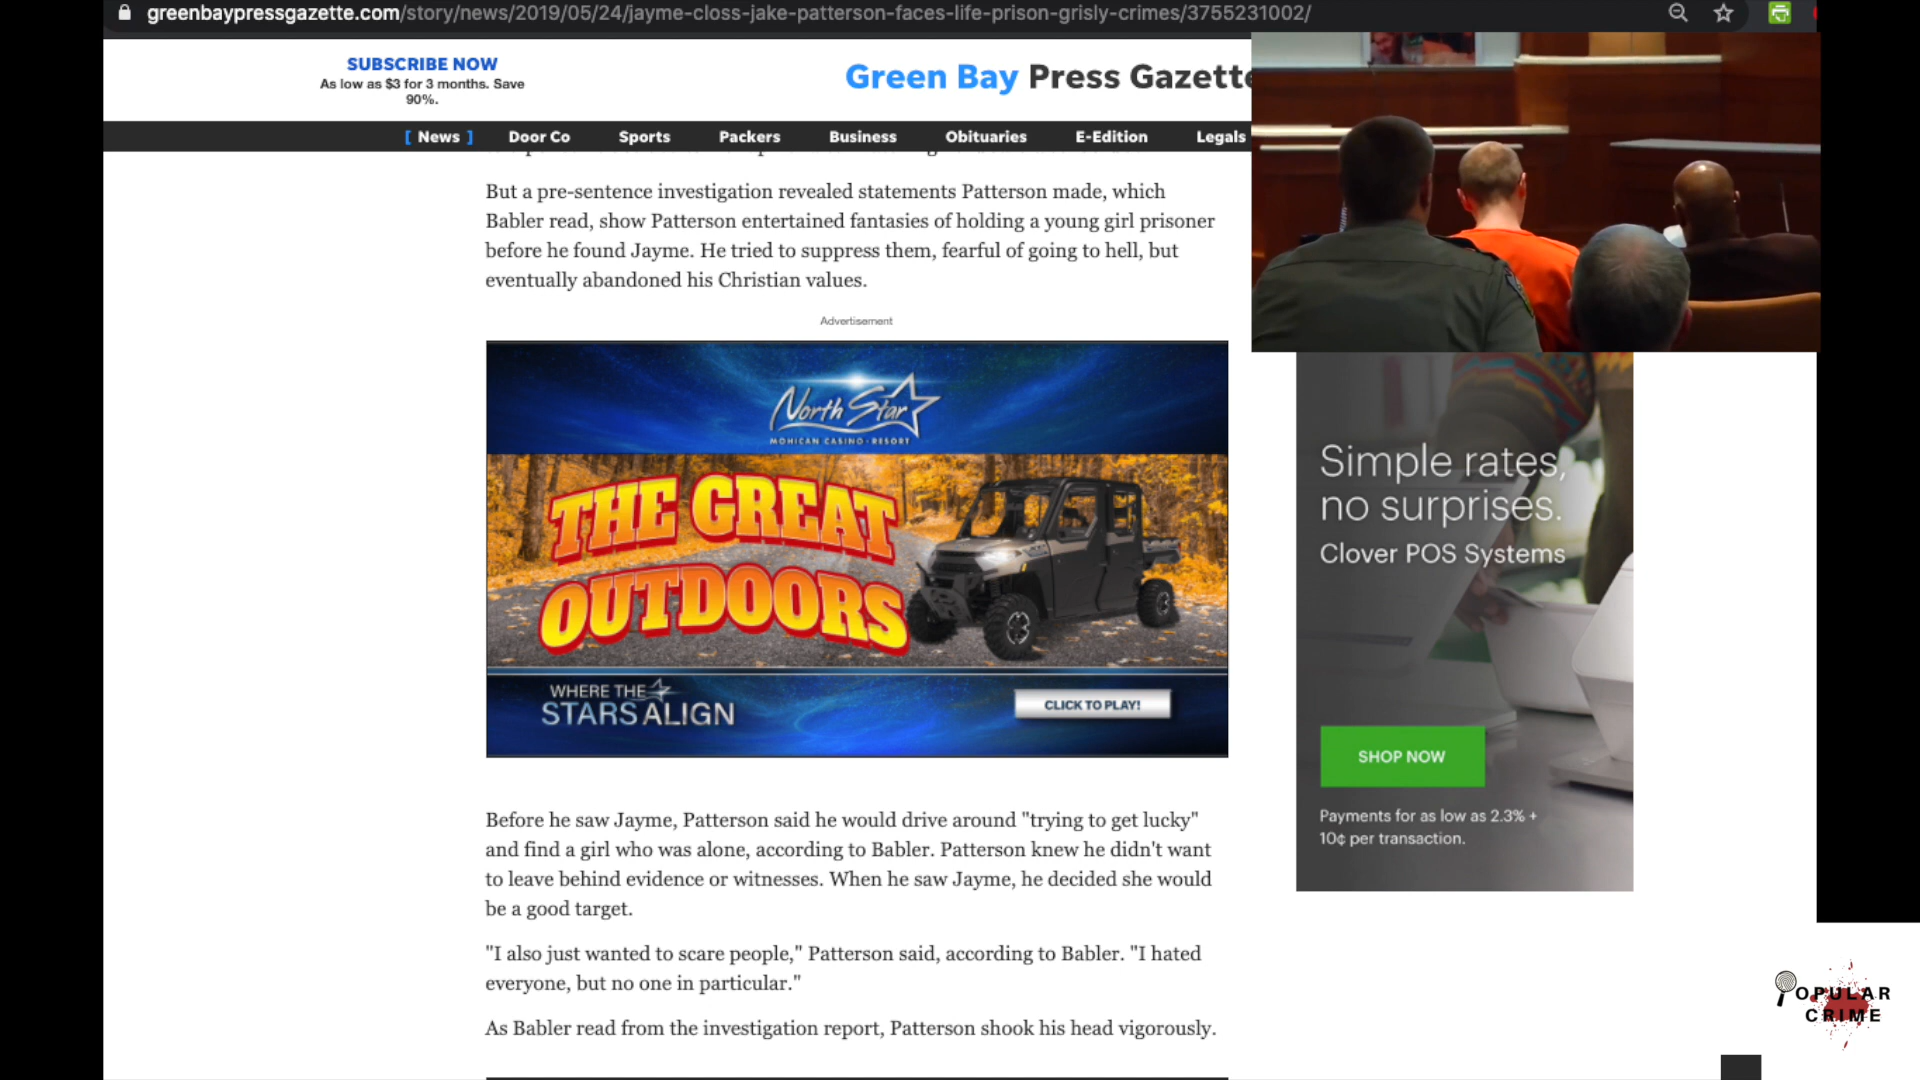 greenbaypressgazette.com/story/news/2019/05/24/jayme-closs-jake-patterson-faces-life-prison-grisly-crimes/3755231002/
SUBSCRIBE NOW
As low as $3 for 3 months. Save
90%.
Green Bay Press Gazette
[ News ] Door Co Sports Packers Business Obituaries E-Edition Legals
But a pre-sentence investigation revealed statements Patterson made, which
Babler read, show Patterson entertained fantasies of holding a young girl prisoner
before he found Jayme. He tried to suppress them, fearful of going to hell, but
eventually abandoned his Christian values.
Advertisement
North Star
MOHICAN CASINO · RESORT
THE GREAT
OUTDOORS
WHERE THE
STARS ALIGN
CLICK TO PLAY!
Simple rates,
no surprises.
Clover POS Systems
SHOP NOW
Payments for as low as 2.3% +
10¢ per transaction.
Before he saw Jayme, Patterson said he would drive around "trying to get lucky"
and find a girl who was alone, according to Babler. Patterson knew he didn't want
to leave behind evidence or witnesses. When he saw Jayme, he decided she would
be a good target.
"I also just wanted to scare people," Patterson said, according to Babler. "I hated
everyone, but no one in particular."
As Babler read from the investigation report, Patterson shook his head vigorously.
POPULAR
CRIME